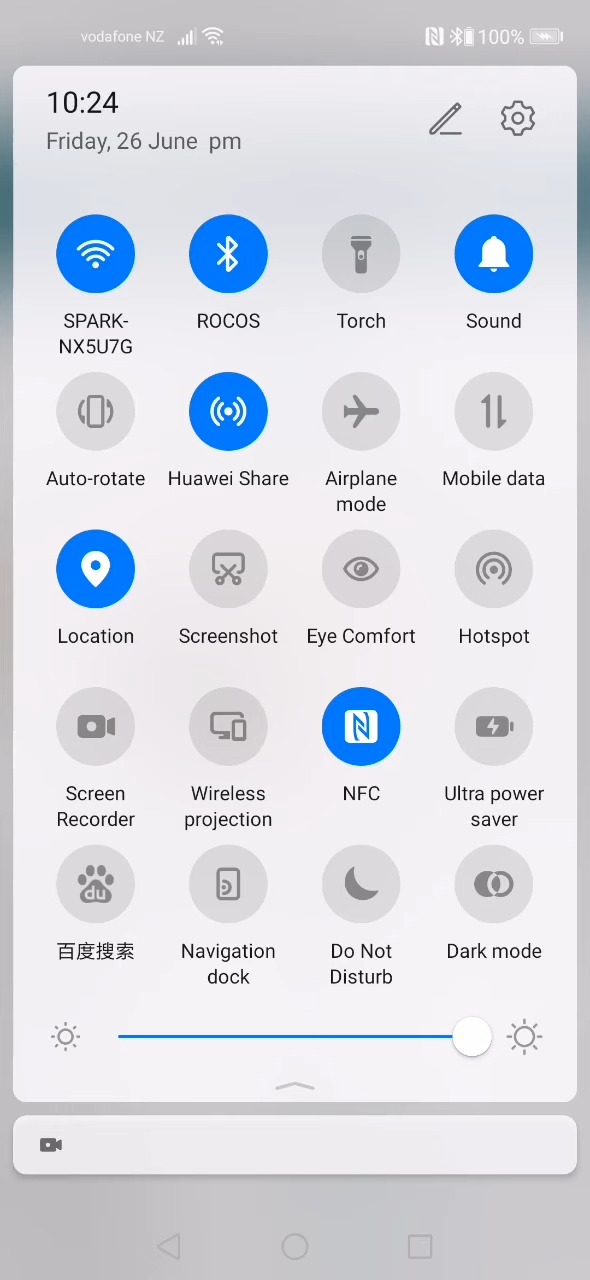 vodafone NZ 100%
10:24
Friday, 26 June pm
SPARK-
NX5U7G
ROCOS
Torch
Sound
Auto-rotate
Huawei Share
Airplane
mode
Mobile data
Location
Screenshot
Eye Comfort
Hotspot
Screen
Recorder
Wireless
projection
NFC
Ultra power
saver
du
百度搜索
Navigation
dock
Do Not
Disturb
Dark mode